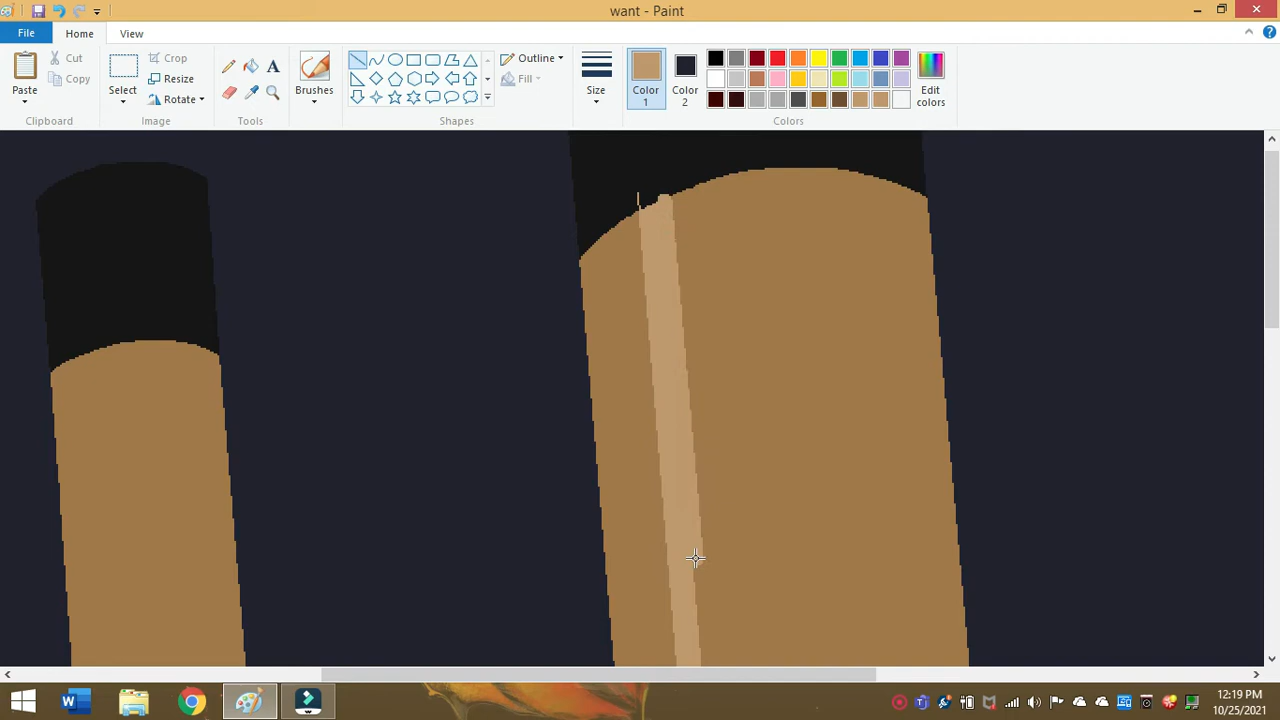 want - Paint
File
Home
View
Paste
Cut
Copy
Clipboard
Select
Crop
Resize
Rotate
Image
A
Tools
Brushes
Outline
Fill
Shapes
Size
Color 1
Color 2
Edit colors
Colors
12:19 PM
10/25/2021